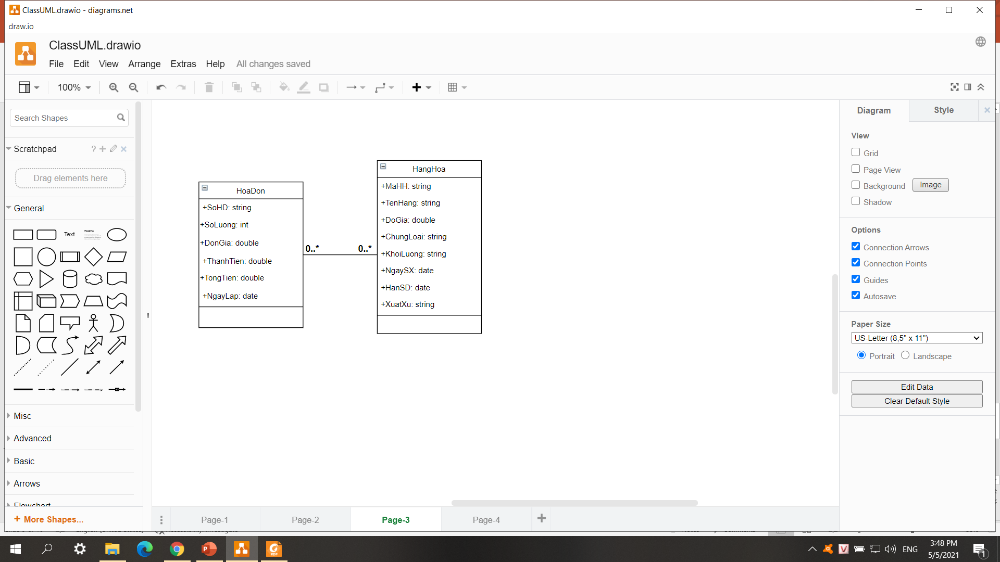 ClassUML.drawio - diagrams.net
draw.io
ClassUML.drawio
File Edit View Arrange Extras Help All changes saved
100%
Search Shapes
Scratchpad
?
Drag elements here
General
Text
Heading
Misc
Advanced
Basic
Arrows
Flowchart
+ More Shapes...
HoaDon
+SoHD: string
+SoLuong: int
+DonGia: double
+ThanhTien: double
+TongTien: double
+NgayLap: date
0..* 0..*
HangHoa
+MaHH: string
+TenHang: string
+DoGia: double
+ChungLoai: string
+KhoiLuong: string
+NgaySX: date
+HanSD: date
+XuatXu: string
Diagram Style
View
Grid
Page View
Background Image
Shadow
Options
Connection Arrows
Connection Points
Guides
Autosave
Paper Size
US-Letter (8,5" x 11")
Portrait Landscape
Edit Data
Clear Default Style
Page-1 Page-2 Page-3 Page-4
ENG
3:48 PM
5/5/2021
1